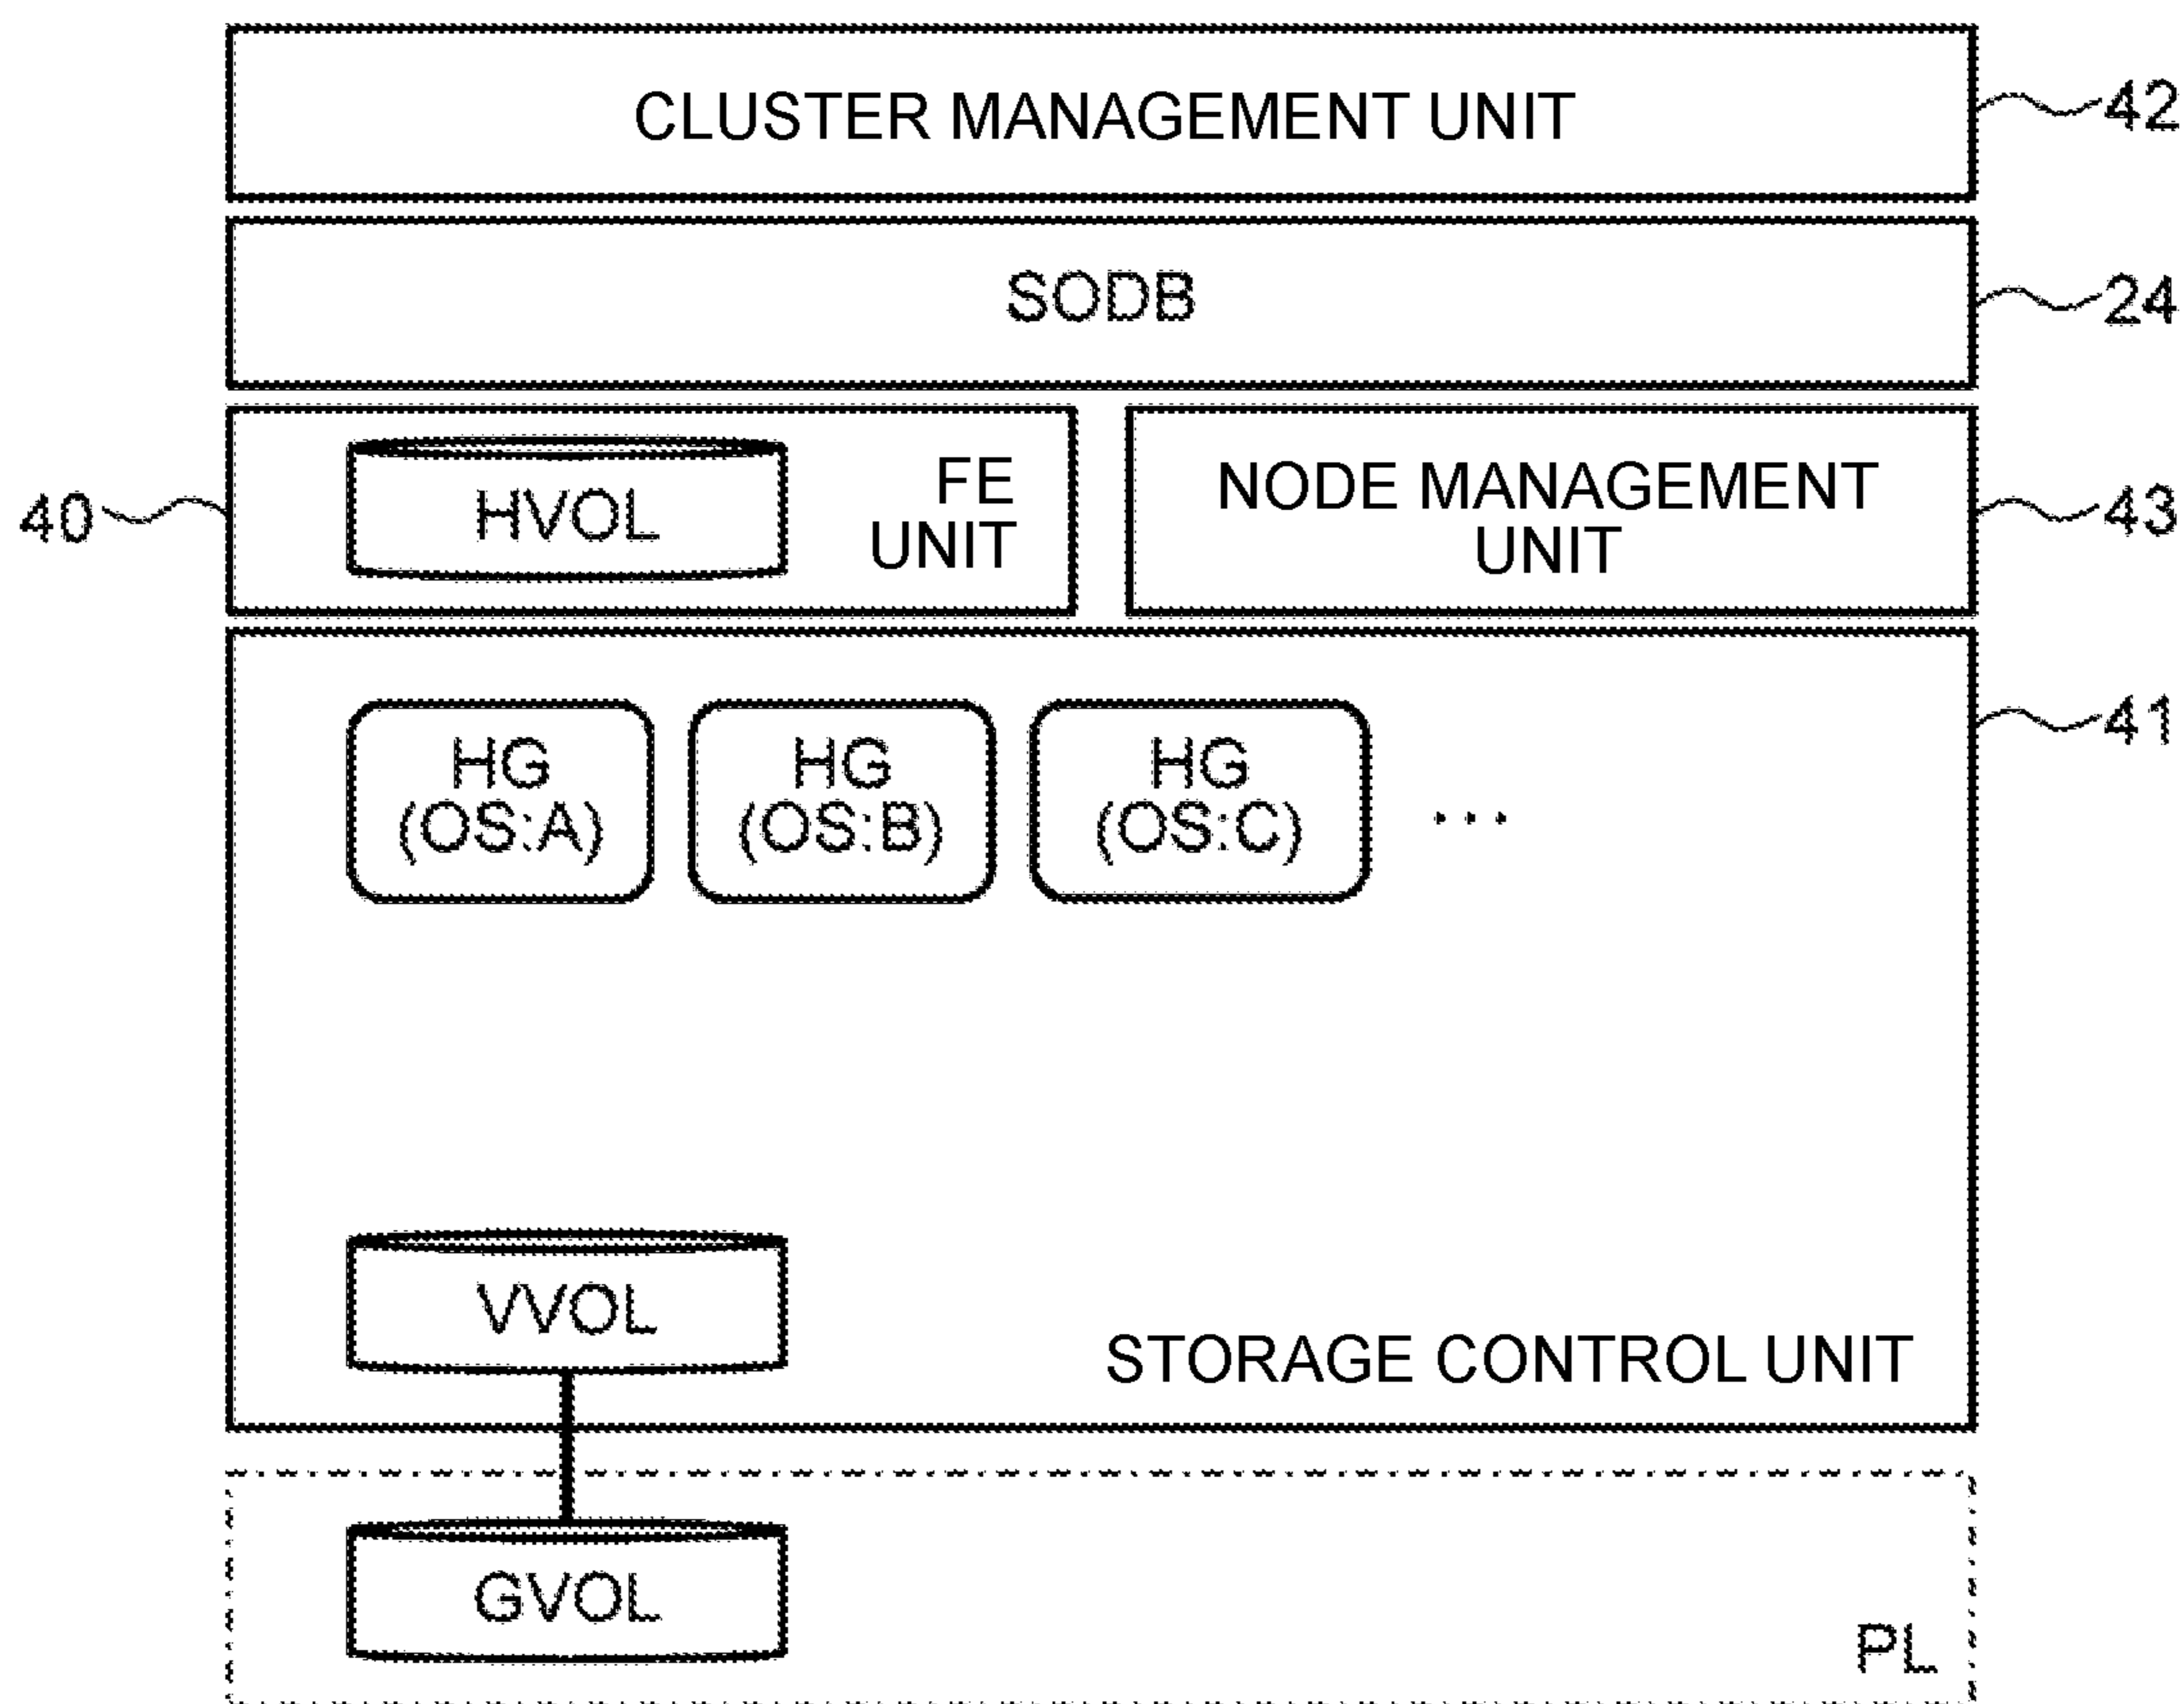 CLUSTER MANAGEMENT UNIT
42
SODB
24
40
HVOL
FE
UNIT
NODE MANAGEMENT
UNIT
43
41
HG
(OS:A)
HG
(OS:B)
HG
(OS:C)
...
VVOL
STORAGE CONTROL UNIT
GVOL
PL